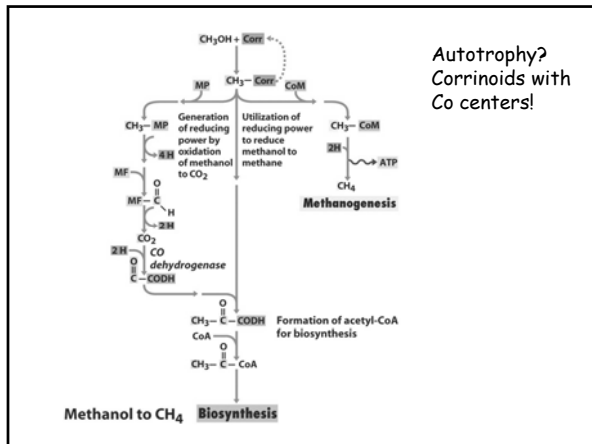 Autotrophy?
Corrinoids with
Co centers!
CH₃OH + Corr
CH₃— Corr
MP
CoM
CH₃— MP
4 H
Generation
of reducing
power by
oxidation
of methanol
to CO₂
Utilization of
reducing power
to reduce
methanol to
methane
CH₃— CoM
2H
ATP
CH₄
Methanogenesis
MF
O
MF — C
H
2 H
CO₂
2 H
CO
dehydrogenase
O
C — CODH
O
CH₃— C — CODH
Formation of acetyl-CoA
for biosynthesis
CoA
O
CH₃— C — CoA
Methanol to CH₄
Biosynthesis